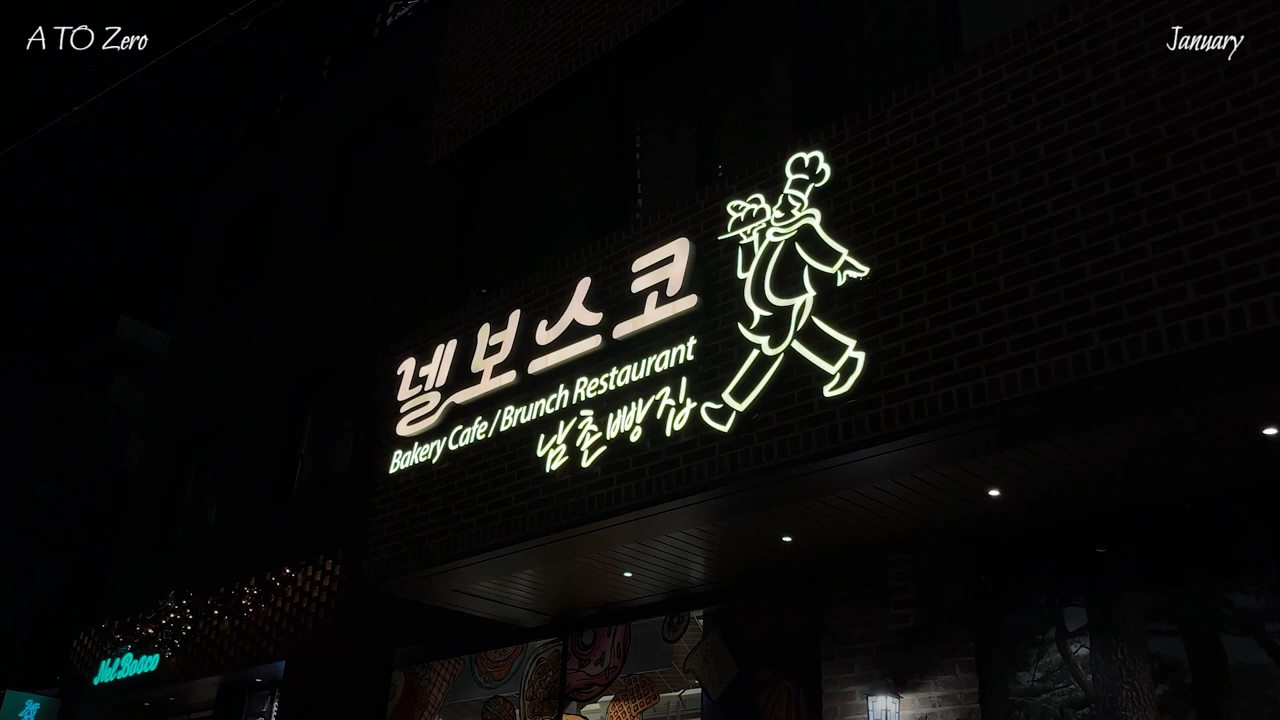 A TO Zero
January
넬보스코
Bakery Cafe / Brunch Restaurant
남촌빵집
Nel Bosco